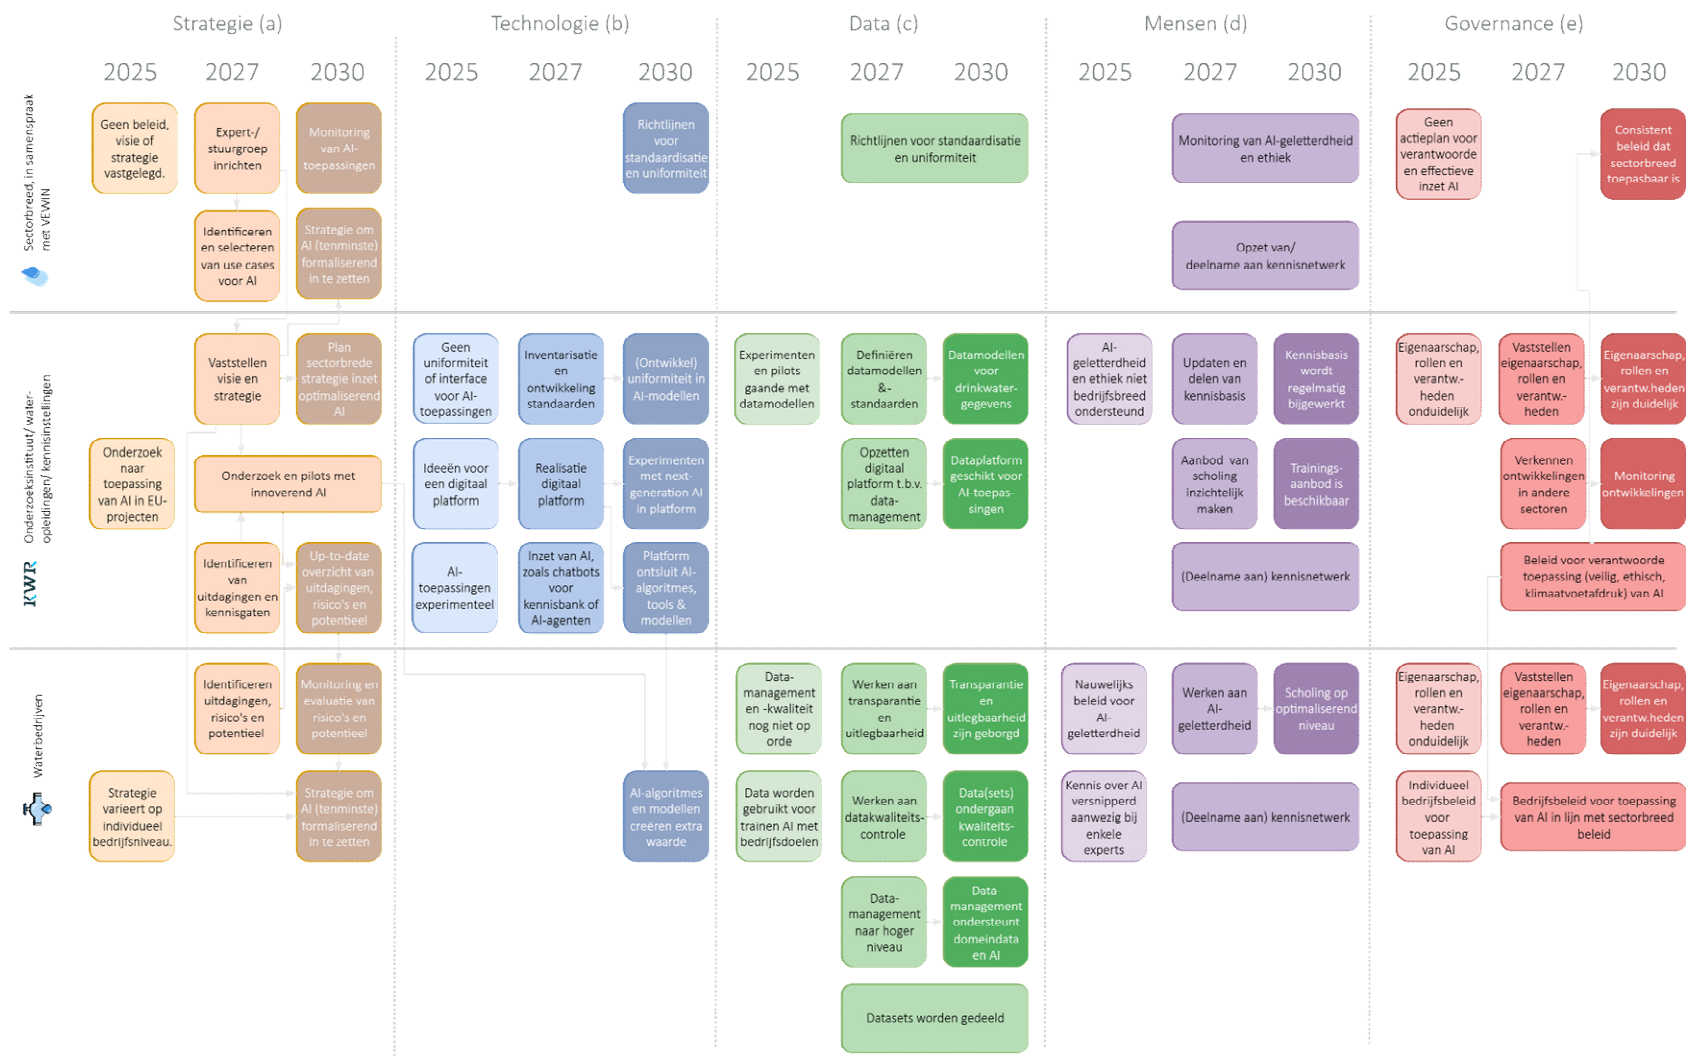 Strategie (a)
Technologie (b)
Data (c)
Mensen (d)
Governance (e)
2025
2027
2030
2025
2027
2030
2025
2027
2030
2025
2027
2030
2025
2027
2030
Sectorbreed, in samenspraak
met VEWIN
Geen beleid,
visie of
strategie
vastgelegd.
Expert-/
stuurgroep
inrichten
Monitoring
van AI-
toepassingen
Identificeren
en selecteren
van use cases
voor AI
Strategie om
AI (tenminste)
formaliserend
in te zetten
Richtlijnen
voor
standaardisatie
en uniformiteit
Richtlijnen voor standaardisatie
en uniformiteit
Monitoring van AI-geletterdheid
en ethiek
Opzet van/
deelname aan kennisnetwerk
Geen
actieplan voor
verantwoorde
en effectieve
inzet AI
Consistent
beleid dat
sectorbreed
toepasbaar is
Onderzoeksinstituut/ water-
opleidingen/ kennisinstellingen
KWR
Vaststellen
visie en
strategie
Plan
sectorbrede
strategie inzet
optimaliserend
AI
Onderzoek
naar
toepassing
van AI in EU-
projecten
Onderzoek en pilots met
innoverend AI
Identificeren
van
uitdagingen en
kennisgaten
Up-to-date
overzicht van
uitdagingen,
risico's en
potentieel
Geen
uniformiteit
of interface
voor AI-
toepassingen
Inventarisatie
en
ontwikkeling
standaarden
(Ontwikkel)
uniformiteit in
AI-modellen
Ideeën voor
een digitaal
platform
Realisatie
digitaal
platform
Experimenten
met next-
generation AI
in platform
AI-
toepassingen
experimenteel
Inzet van AI,
zoals chatbots
voor
kennisbank of
AI-agenten
Platform
ontsluit AI-
algoritmes,
tools &
modellen
Experimenten
en pilots
gaande met
datamodellen
Definiëren
datamodellen
&-
standaarden
Datamodellen
voor
drinkwater-
gegevens
Opzetten
digitaal
platform t.b.v.
data-
management
Dataplatform
geschikt voor
AI-toepas-
singen
AI-
geletterdheid
en ethiek niet
bedrijfsbreed
ondersteund
Updaten en
delen van
kennisbasis
Kennisbasis
wordt
regelmatig
bijgewerkt
Aanbod van
scholing
inzichtelijk
maken
Trainings-
aanbod is
beschikbaar
(Deelname aan) kennisnetwerk
Eigenaarschap,
rollen en
verantw.-
heden
onduidelijk
Vaststellen
eigenaarschap,
rollen en
verantw.-
heden
Eigenaarschap,
rollen en
verantw.heden
zijn duidelijk
Verkennen
ontwikkelingen
in andere
sectoren
Monitoring
ontwikkelingen
Beleid voor verantwoorde
toepassing (veilig, ethisch,
klimaatvoetafdruk) van AI
Waterbedrijven
Identificeren
uitdagingen,
risico's en
potentieel
Monitoring en
evaluatie van
risico's en
potentieel
Strategie
varieert op
individueel
bedrijfsniveau.
Strategie om
AI (tenminste)
formaliserend
in te zetten
AI-algoritmes
en modellen
creëren extra
waarde
Data-
management
en -kwaliteit
nog niet op
orde
Werken aan
transparantie
en
uitlegbaarheid
Transparantie
en
uitlegbaarheid
zijn geborgd
Data worden
gebruikt voor
trainen AI met
bedrijfsdoelen
Werken aan
datakwaliteits-
controle
Data(sets)
ondergaan
kwaliteits-
controle
Data-
management
naar hoger
niveau
Data-
management
ondersteunt
domeindata
en AI
Datasets worden gedeeld
Nauwelijks
beleid voor
AI-
geletterdheid
Werken aan
AI-
geletterdheid
Scholing op
optimaliserend
niveau
Kennis over AI
versnipperd
aanwezig bij
enkele
experts
(Deelname aan) kennisnetwerk
Eigenaarschap,
rollen en
verantw.-
heden
onduidelijk
Vaststellen
eigenaarschap,
rollen en
verantw.-
heden
Eigenaarschap,
rollen en
verantw.heden
zijn duidelijk
Individueel
bedrijfsbeleid
voor
toepassing
van AI
Bedrijfsbeleid voor toepassing
van AI in lijn met sectorbreed
beleid